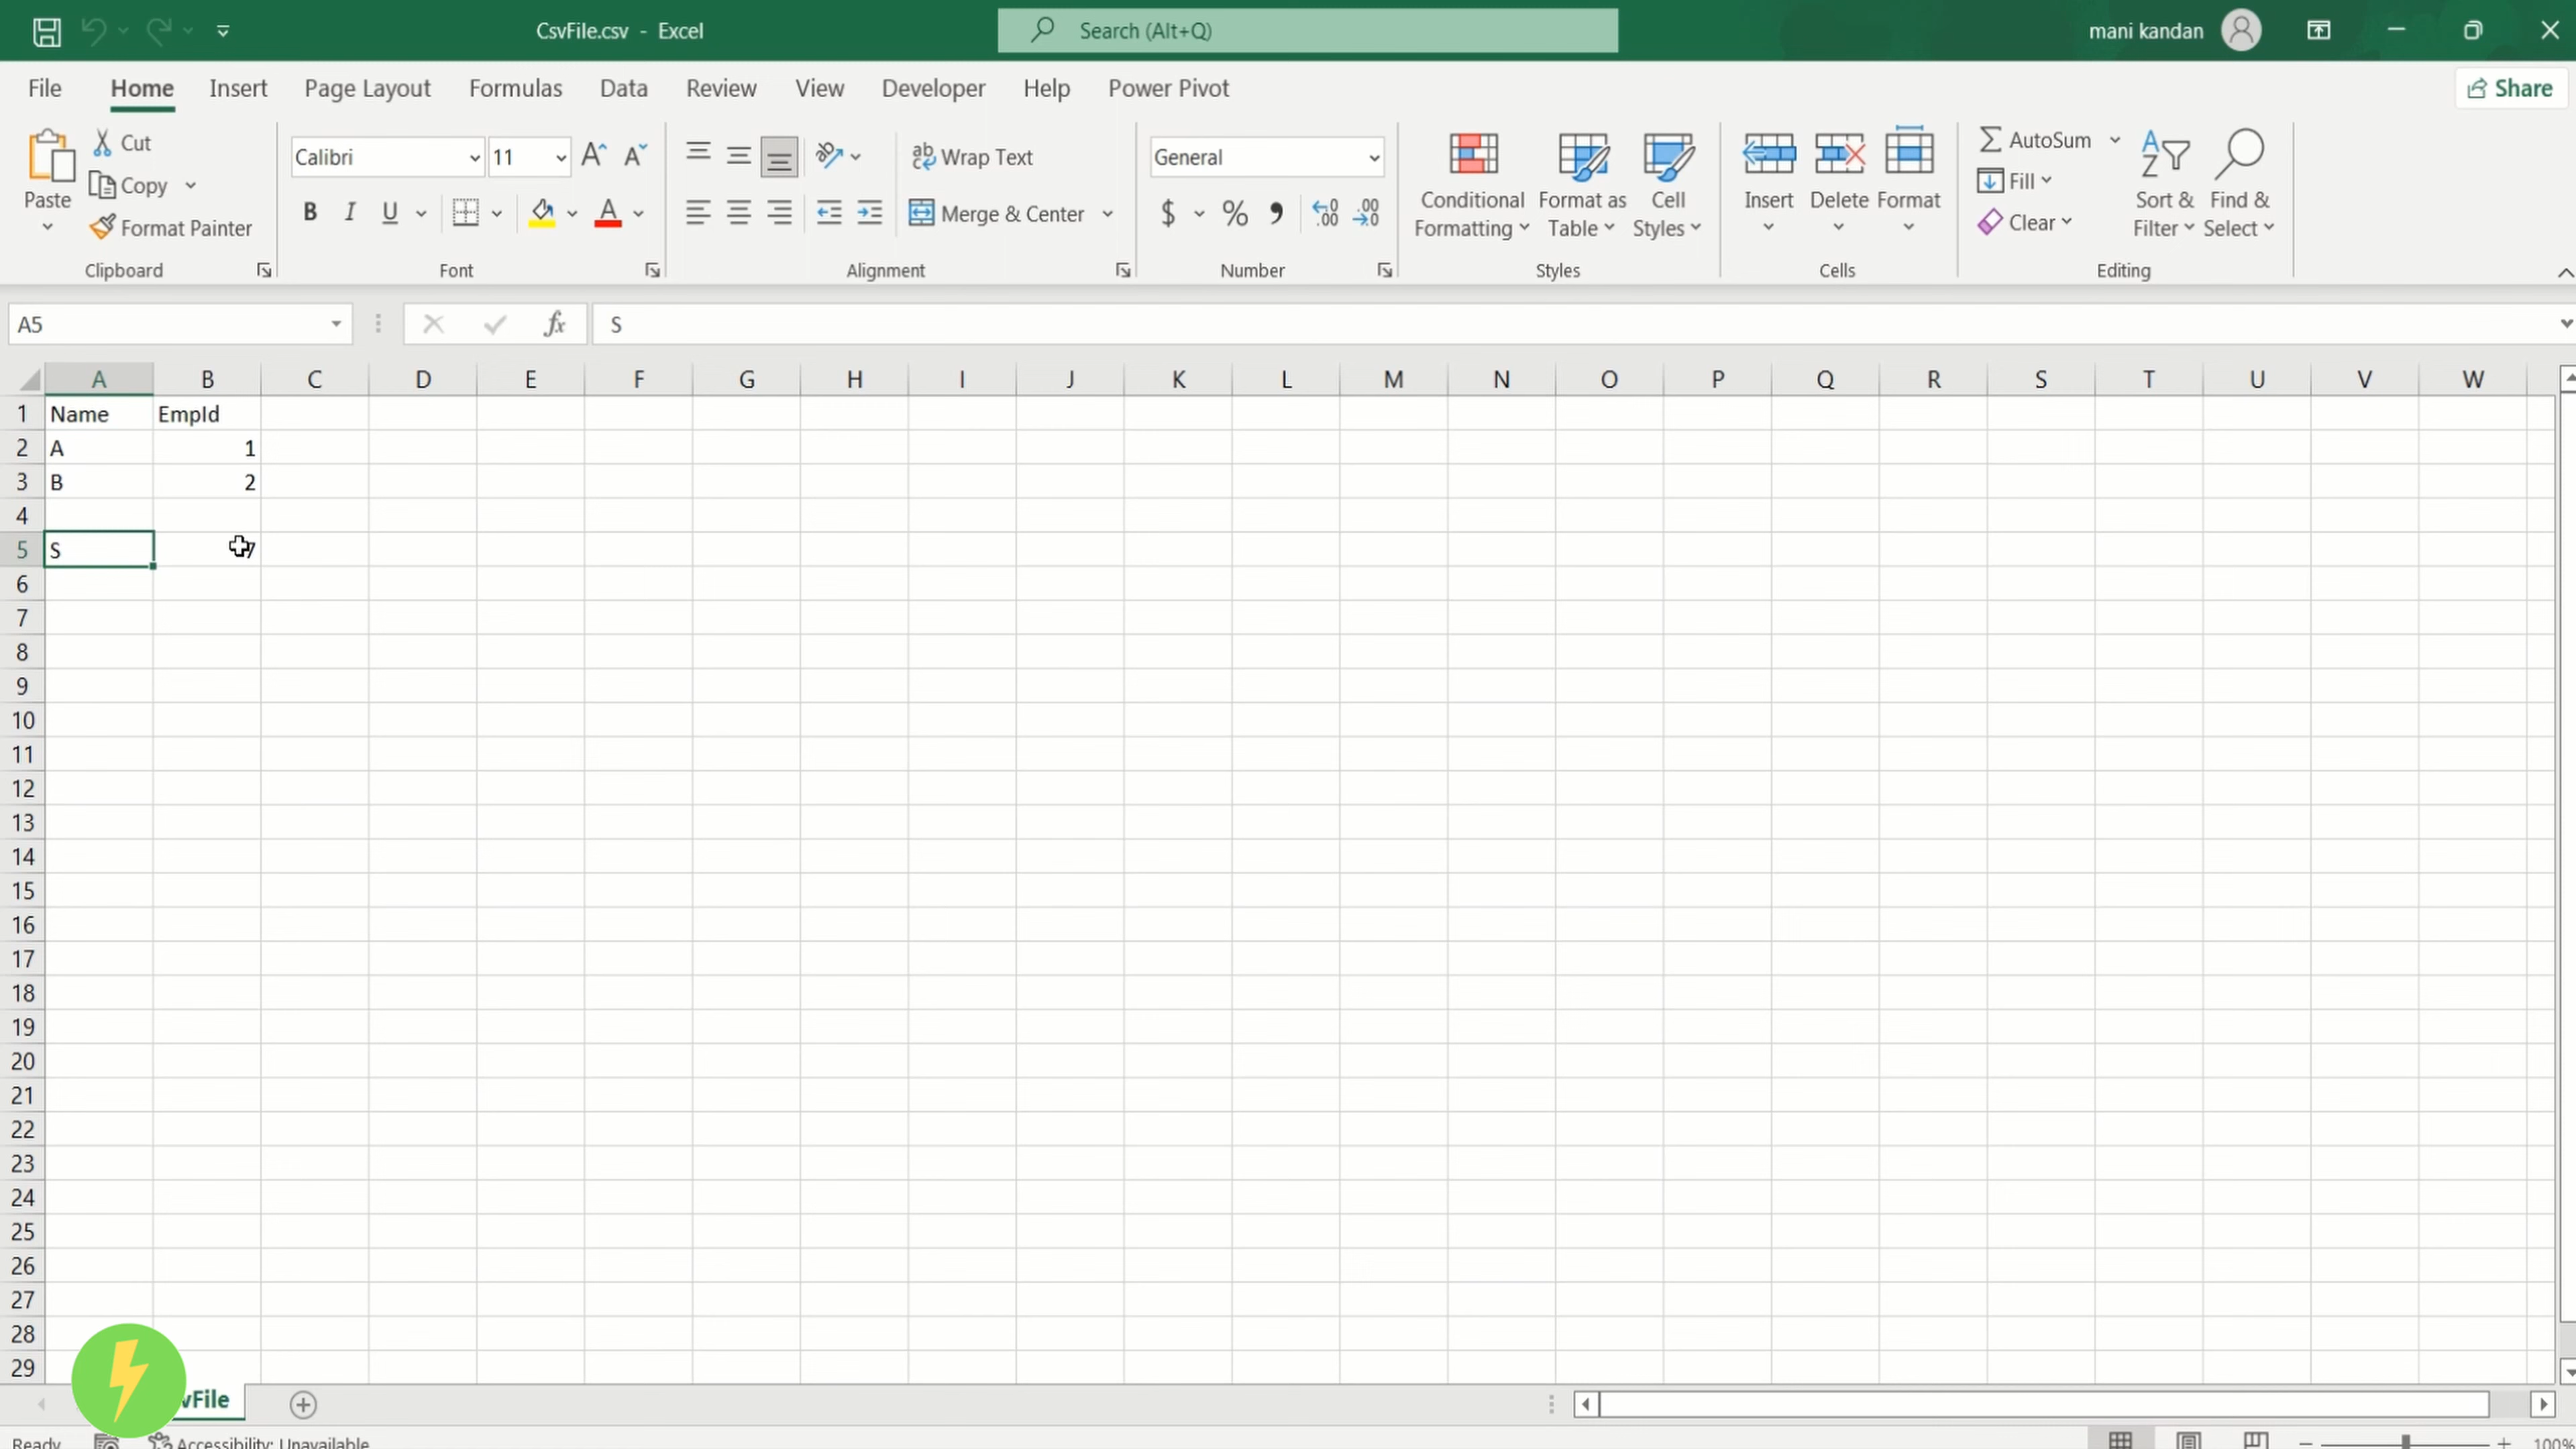 CsvFile.csv - Excel
Search (Alt+Q)
mani kandan
File Home Insert Page Layout Formulas Data Review View Developer Help Power Pivot
Share
Paste
Cut
Copy
Format Painter
Clipboard
Calibri 11
B I U
Font
Wrap Text
Merge & Center
Alignment
General
$ %
Number
Conditional Formatting
Format as Table
Cell Styles
Styles
Insert Delete Format
Cells
AutoSum
Fill
Clear
Sort & Filter
Find & Select
Editing
A5 fx S
A B C D E F G H I J K L M N O P Q R S T U V W
1 Name EmpId
2 A 1
3 B 2
4
5 S
6
7
8
9
10
11
12
13
14
15
16
17
18
19
20
21
22
23
24
25
26
27
28
29
vFile
Ready Accessibility: Unavailable 100%